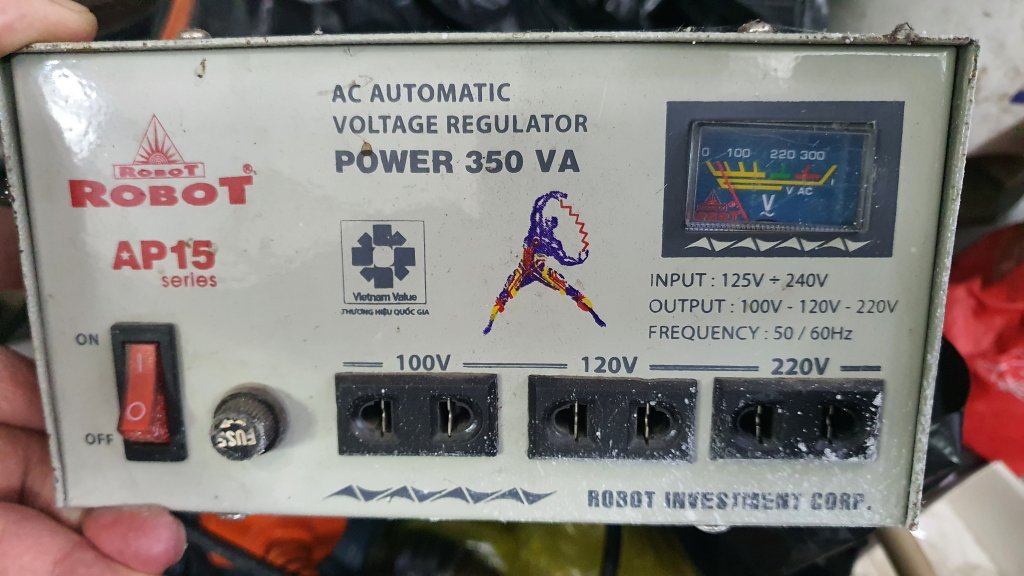 AC AUTOMATIC
VOLTAGE REGULATOR
POWER 350 VA
ROBOT
ROBOT®
AP15
series
Vietnam Value
THƯƠNG HIỆU QUỐC GIA
0 100 220 300
V AC
V
INPUT : 125V ÷ 240V
OUTPUT : 100V - 120V - 220V
FREQUENCY : 50 / 60Hz
ON
OFF
FUSE
100V
120V
220V
ROBOT INVESTMENT CORP.